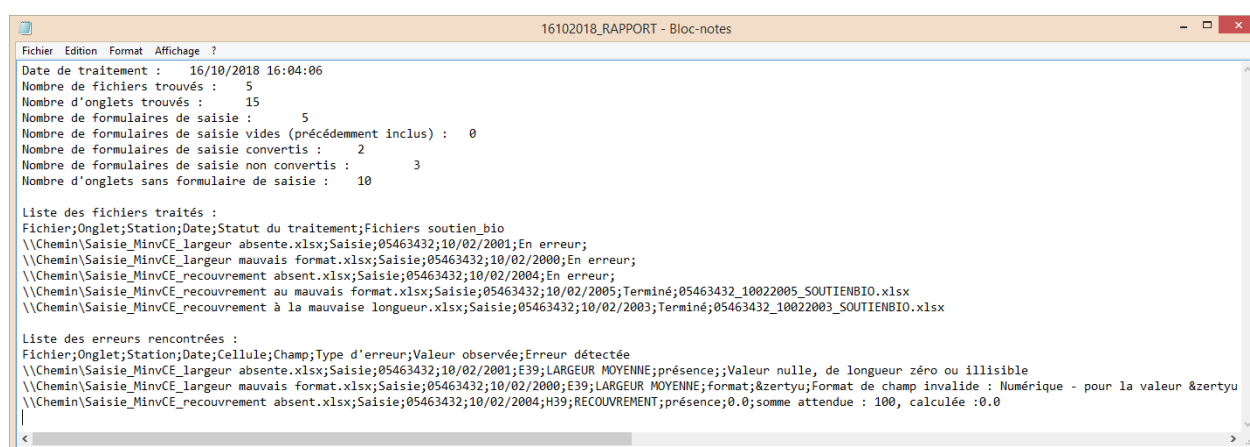 16102018_RAPPORT - Bloc-notes
Fichier Edition Format Affichage ?
Date de traitement : 16/10/2018 16:04:06
Nombre de fichiers trouvés : 5
Nombre d'onglets trouvés : 15
Nombre de formulaires de saisie : 5
Nombre de formulaires de saisie vides (précédemment inclus) : 0
Nombre de formulaires de saisie convertis : 2
Nombre de formulaires de saisie non convertis : 3
Nombre d'onglets sans formulaire de saisie : 10
Liste des fichiers traités :
Fichier;Onglet;Station;Date;Statut du traitement;Fichiers soutien_bio
\\Chemin\Saisie_MinvCE_largeur absente.xlsx;Saisie;05463432;10/02/2001;En erreur;
\\Chemin\Saisie_MinvCE_largeur mauvais format.xlsx;Saisie;05463432;10/02/2000;En erreur;
\\Chemin\Saisie_MinvCE_recouvrement absent.xlsx;Saisie;05463432;10/02/2004;En erreur;
\\Chemin\Saisie_MinvCE_recouvrement au mauvais format.xlsx;Saisie;05463432;10/02/2005;Terminé;05463432_10022005_SOUTIENBIO.xlsx
\\Chemin\Saisie_MinvCE_recouvrement à la mauvaise longueur.xlsx;Saisie;05463432;10/02/2003;Terminé;05463432_10022003_SOUTIENBIO.xlsx
Liste des erreurs rencontrées :
Fichier;Onglet;Station;Date;Cellule;Champ;Type d'erreur;Valeur observée;Erreur détectée
\\Chemin\Saisie_MinvCE_largeur absente.xlsx;Saisie;05463432;10/02/2001;E39;LARGEUR MOYENNE;présence;;Valeur nulle, de longueur zéro ou illisible
\\Chemin\Saisie_MinvCE_largeur mauvais format.xlsx;Saisie;05463432;10/02/2000;E39;LARGEUR MOYENNE;format;&zertyu;Format de champ invalide : Numérique - pour la valeur &zertyu
\\Chemin\Saisie_MinvCE_recouvrement absent.xlsx;Saisie;05463432;10/02/2004;H39;RECOUVREMENT;présence;0.0;somme attendue : 100, calculée :0.0